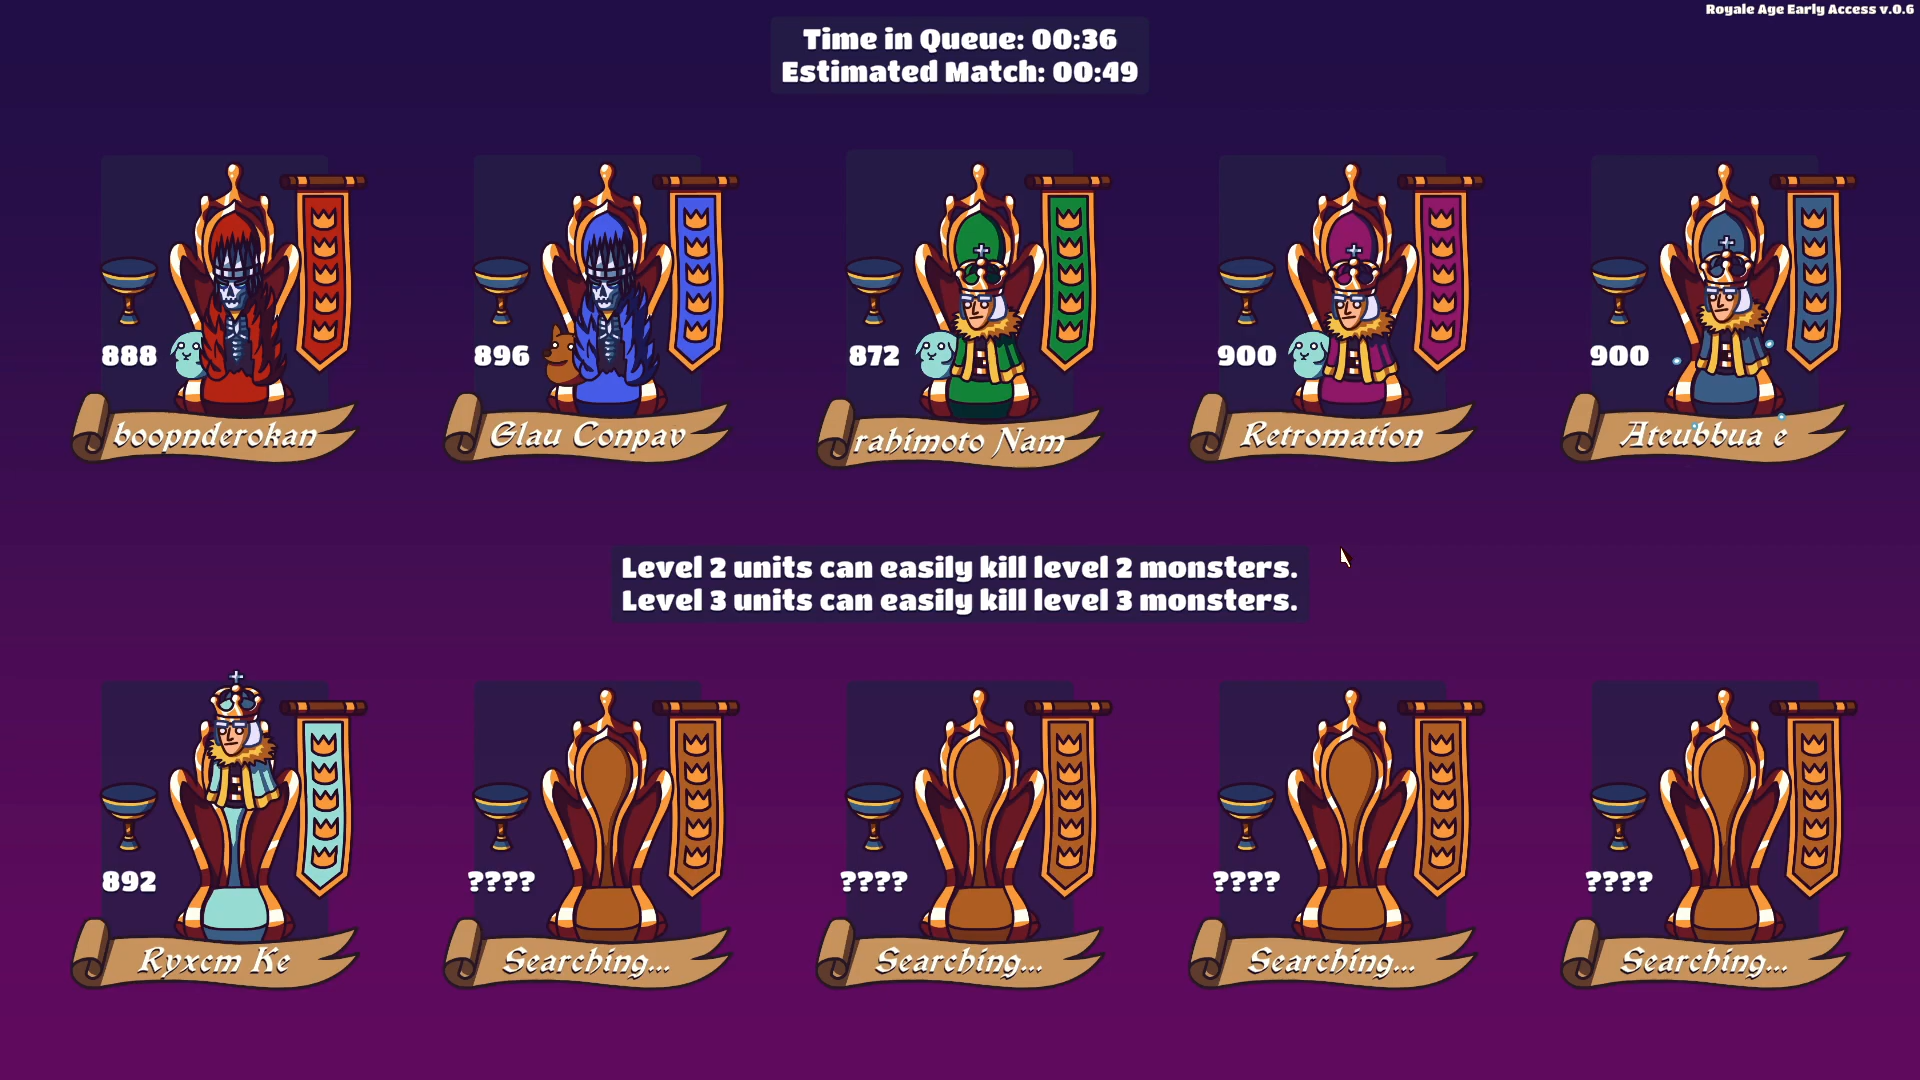 Royale Age Early Access v.0.6
Time in Queue: 00:36
Estimated Match: 00:49
888
896
872
900
900
boopnderokan
Glau Conpav
rahimoto Nam
Retromation
Ateubbua e
Level 2 units can easily kill level 2 monsters.
Level 3 units can easily kill level 3 monsters.
892
????
????
????
????
Ryxcm Ke
Searching...
Searching...
Searching...
Searching...